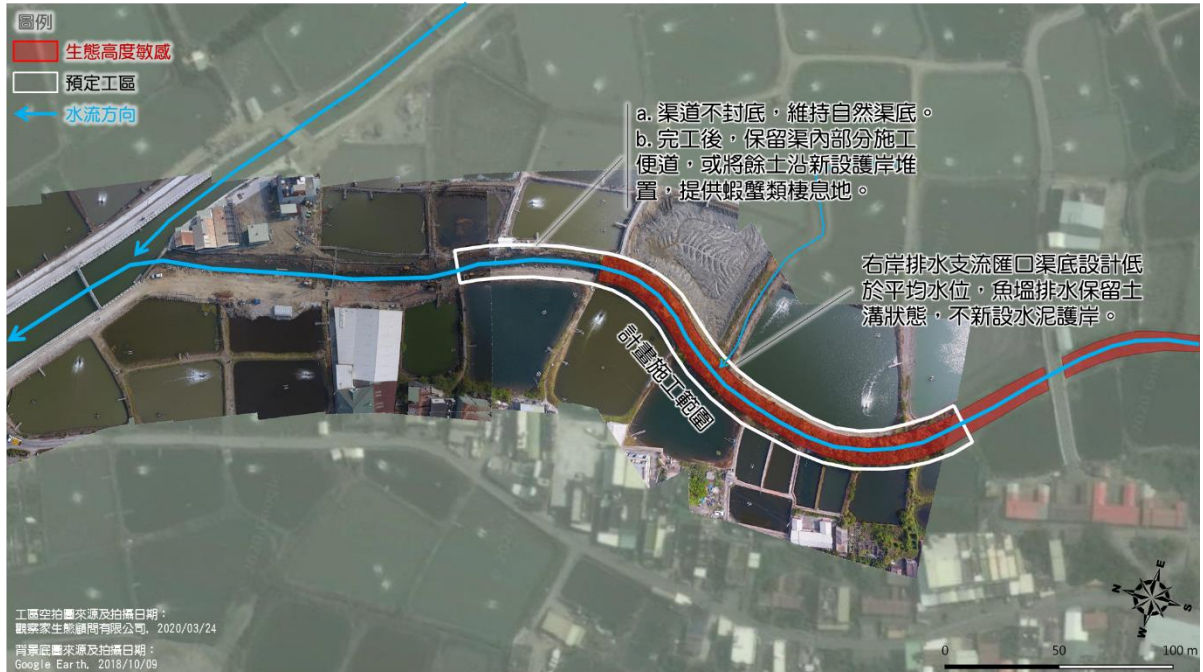 圖例
生態高度敏感
預定工區
水流方向
a. 渠道不封底，維持自然渠底。
b. 完工後，保留渠內部分施工
便道，或將餘土沿新設護岸堆
置，提供蝦蟹類棲息地。
右岸排水支流匯口渠底設計低
於平均水位，魚塭排水保留土
溝狀態，不新設水泥護岸。
計畫施工範圍
工區空拍圖來源及拍攝日期：
觀察家生態顧問有限公司, 2020/03/24
背景底圖來源及拍攝日期：
Google Earth, 2018/10/09
N
E
W
S
0 50 100 m